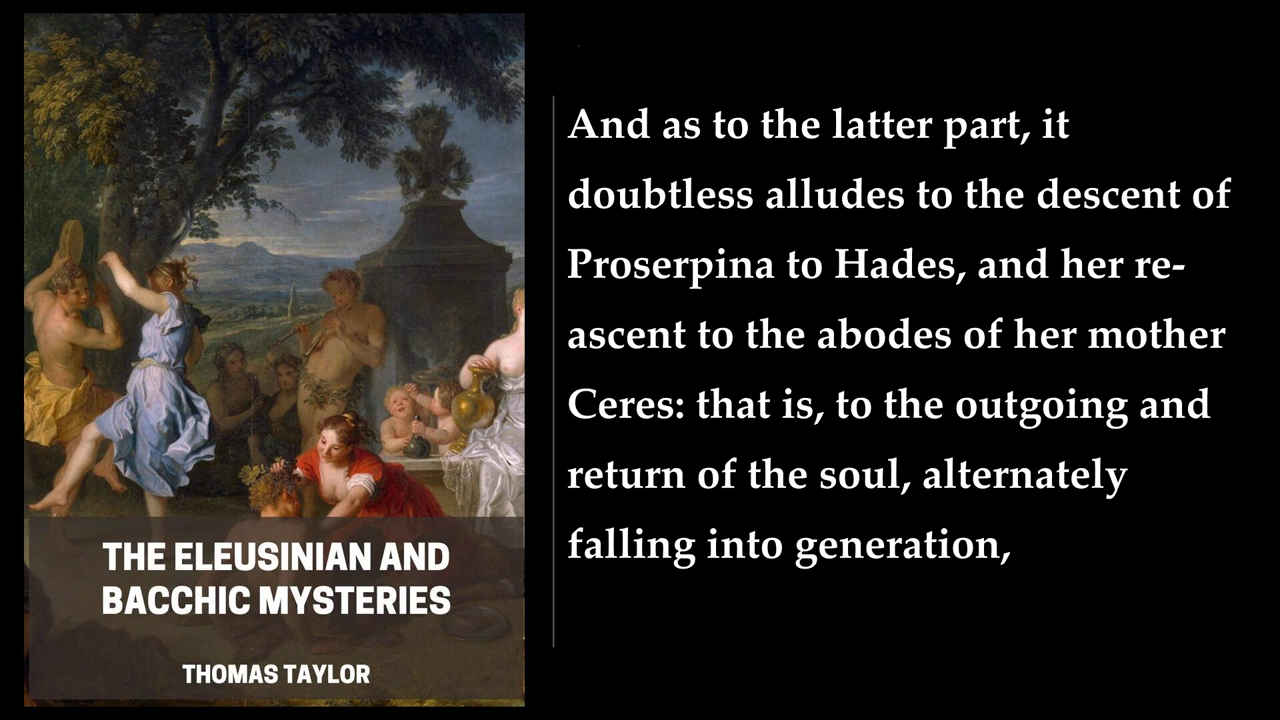 And as to the latter part, it
doubtless alludes to the descent of
Proserpina to Hades, and her re-
ascent to the abodes of her mother
Ceres: that is, to the outgoing and
return of the soul, alternately
falling into generation,
THE ELEUSINIAN AND
BACCHIC MYSTERIES
THOMAS TAYLOR